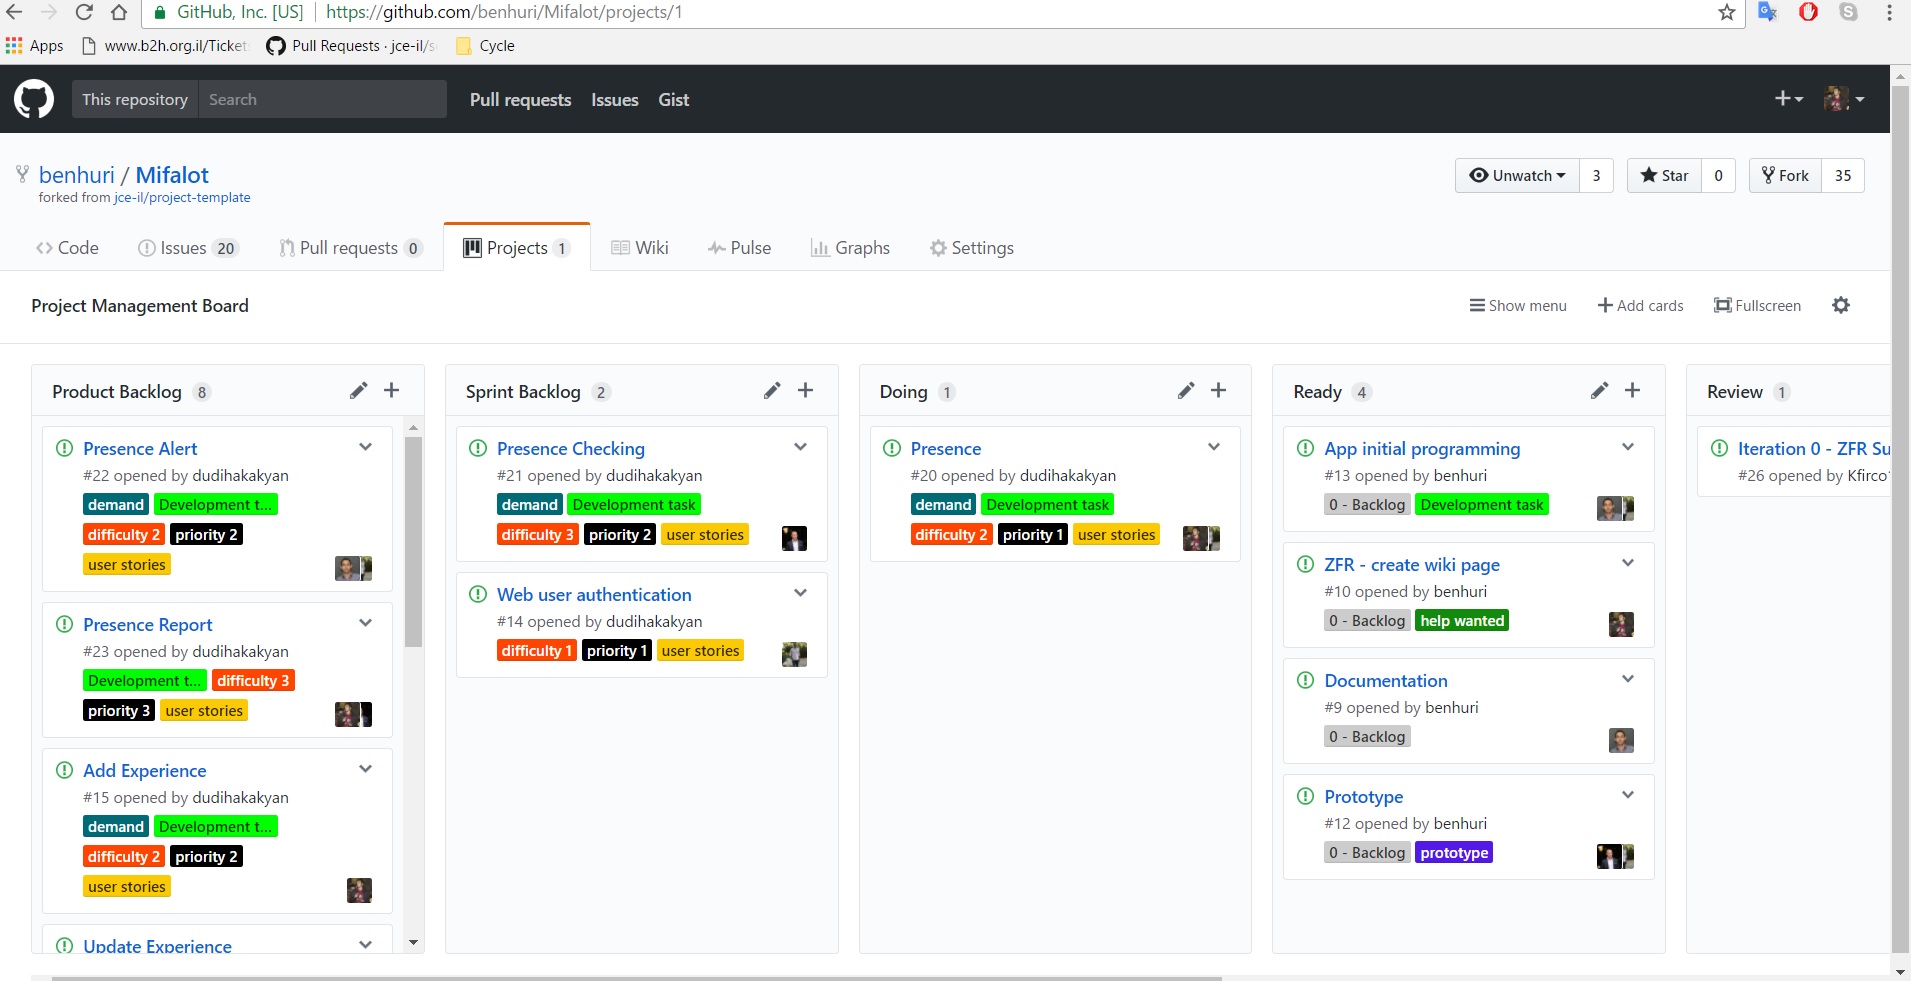 GitHub, Inc. [US] https://github.com/benhuri/Mifalot/projects/1
Apps www.b2h.org.il/Ticket Pull Requests · jce-il/s Cycle
This repository Search Pull requests Issues Gist
benhuri / Mifalot
forked from jce-il/project-template
Unwatch 3 Star 0 Fork 35
Code Issues 20 Pull requests 0 Projects 1 Wiki Pulse Graphs Settings
Project Management Board
Show menu Add cards Fullscreen
Product Backlog 8
Presence Alert
#22 opened by dudihakakyan
demand Development t...
difficulty 2 priority 2
user stories
Presence Report
#23 opened by dudihakakyan
Development t... difficulty 3
priority 3 user stories
Add Experience
#15 opened by dudihakakyan
demand Development t...
difficulty 2 priority 2
user stories
Update Experience
Sprint Backlog 2
Presence Checking
#21 opened by dudihakakyan
demand Development task
difficulty 3 priority 2 user stories
Web user authentication
#14 opened by dudihakakyan
difficulty 1 priority 1 user stories
Doing 1
Presence
#20 opened by dudihakakyan
demand Development task
difficulty 2 priority 1 user stories
Ready 4
App initial programming
#13 opened by benhuri
0 - Backlog Development task
ZFR - create wiki page
#10 opened by benhuri
0 - Backlog help wanted
Documentation
#9 opened by benhuri
0 - Backlog
Prototype
#12 opened by benhuri
0 - Backlog prototype
Review 1
Iteration 0 - ZFR Su
#26 opened by Kfirco